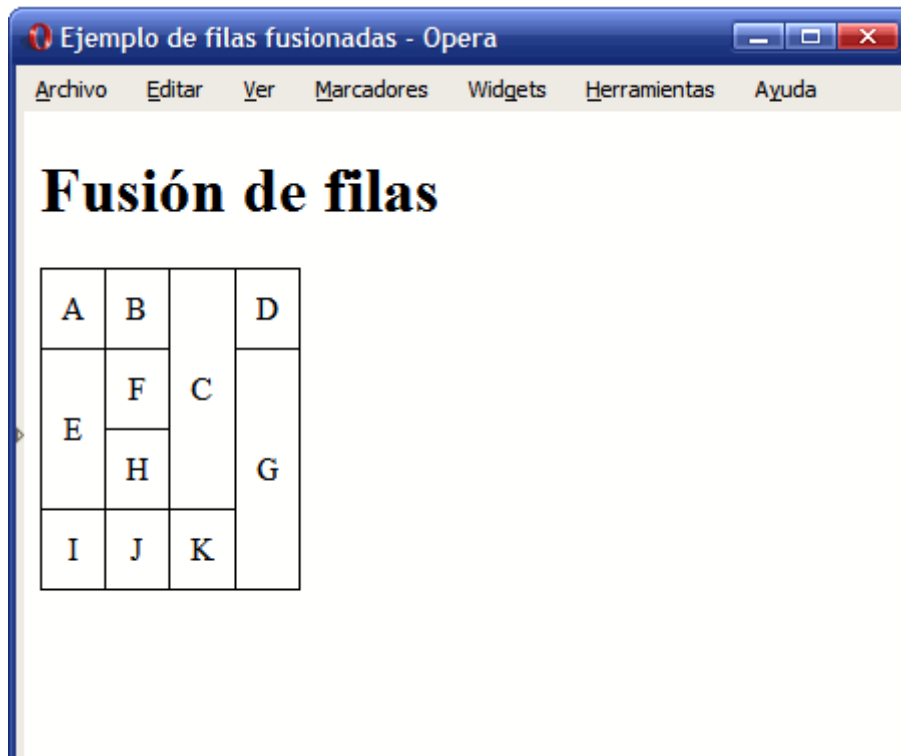 Ejemplo de filas fusionadas - Opera
Archivo Editar Ver Marcadores Widgets Herramientas Ayuda
Fusión de filas
A B C D
E F G
H
I J K